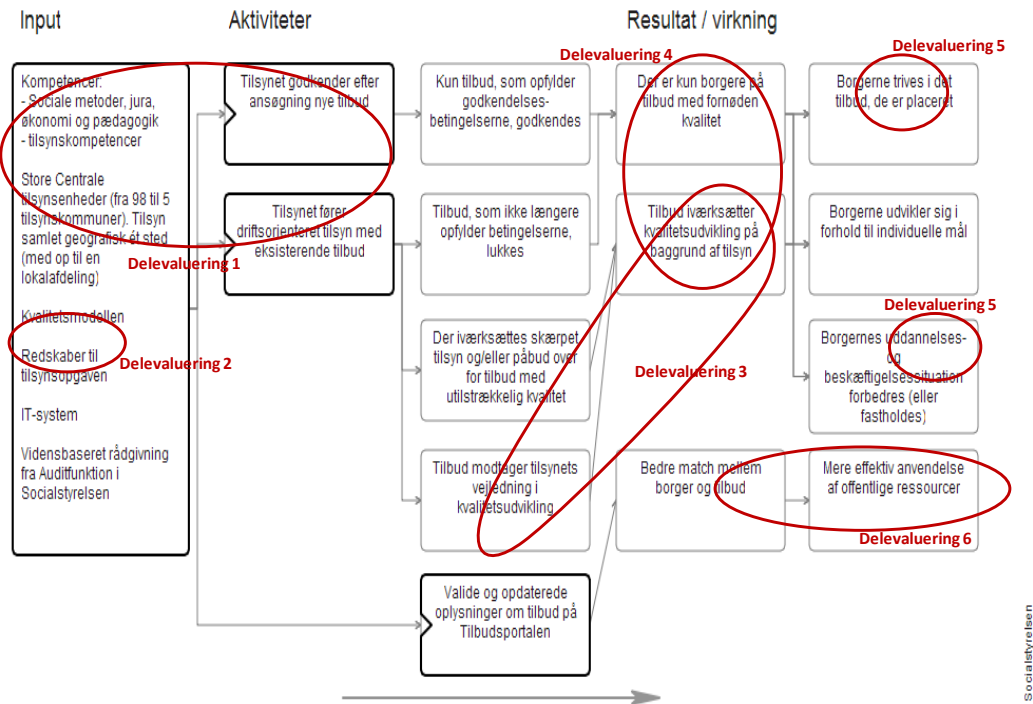 Input
Aktiviteter
Resultat / virkning
Kompetencer:
- Sociale metoder, jura,
økonomi og pædagogik
- tilsynskompetencer
Store Centrale
tilsynsenheder (fra 98 til 5
tilsynskommuner). Tilsyn
samlet geografisk ét sted
(med op til en
lokalafdeling)
Kvalitetsmodellen
Redskaber til
tilsynsopgaven
IT-system
Vidensbaseret rådgivning
fra Auditfunktion i
Socialstyrelsen
Delevaluering 1
Delevaluering 2
Tilsynet godkender efter
ansøgning nye tilbud
Tilsynet fører
driftsorienteret tilsyn med
eksisterende tilbud
Kun tilbud, som opfylder
godkendelses-
betingelserne, godkendes
Tilbud, som ikke længere
opfylder betingelserne,
lukkes
Der iværksættes skærpet
tilsyn og/eller påbud over
for tilbud med
utilstrækkelig kvalitet
Tilbud modtager tilsynets
vejledning i
kvalitetsudvikling
Valide og opdaterede
oplysninger om tilbud på
Tilbudsportalen
Delevaluering 4
Der er kun borgere på
tilbud med fornøden
kvalitet
Tilbud iværksætter
kvalitetsudvikling på
baggrund af tilsyn
Delevaluering 3
Bedre match mellem
borger og tilbud
Delevaluering 5
Borgerne trives i det
tilbud, de er placeret
Borgerne udvikler sig i
forhold til individuelle mål
Delevaluering 5
Borgernes uddannelses-
og
beskæftigelsessituation
forbedres (eller
fastholdes)
Mere effektiv anvendelse
af offentlige ressourcer
Delevaluering 6
Socialstyrelsen